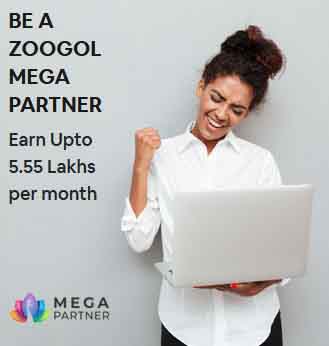 BE A
ZOOGOL
MEGA
PARTNER
Earn Upto
5.55 Lakhs
per month
MEGA
PARTNER